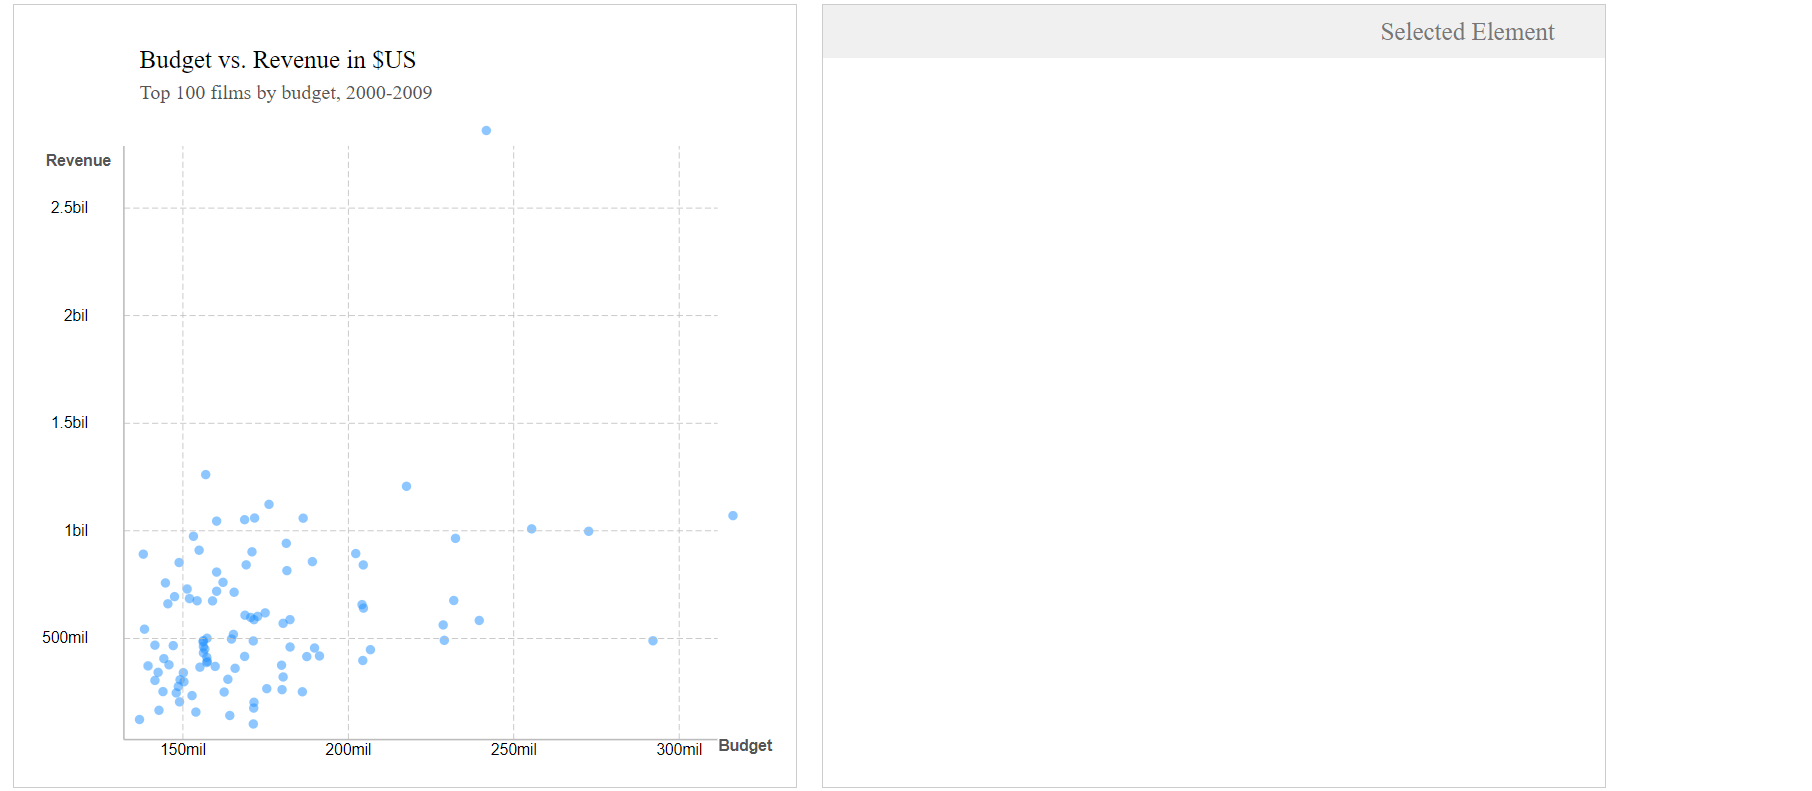 Budget vs. Revenue in $US
Top 100 films by budget, 2000-2009
Revenue
2.5bil
2bil
1.5bil
1bil
500mil
150mil 200mil 250mil 300mil Budget
Selected Element